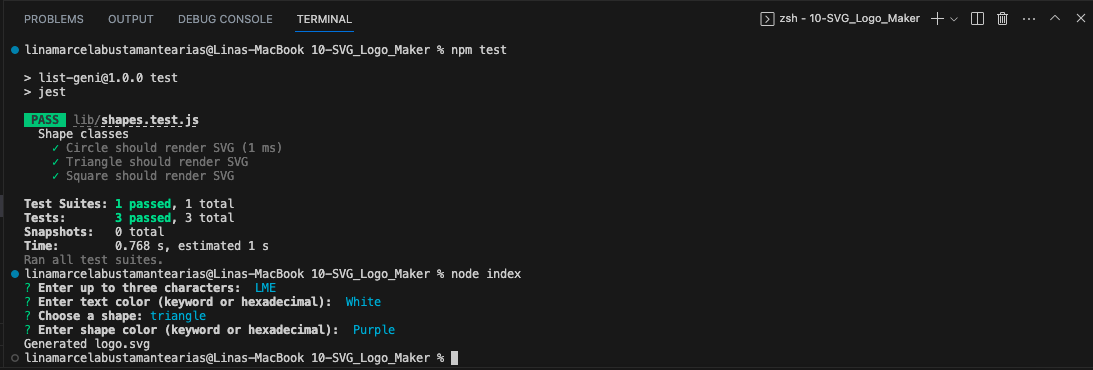 PROBLEMS OUTPUT DEBUG CONSOLE TERMINAL zsh - 10-SVG_Logo_Maker
linamarcelabustamantearias@Linas-MacBook 10-SVG_Logo_Maker % npm test
> list-geni@1.0.0 test
> jest
PASS lib/shapes.test.js
Shape classes
✓ Circle should render SVG (1 ms)
✓ Triangle should render SVG
✓ Square should render SVG
Test Suites: 1 passed, 1 total
Tests: 3 passed, 3 total
Snapshots: 0 total
Time: 0.768 s, estimated 1 s
Ran all test suites.
linamarcelabustamantearias@Linas-MacBook 10-SVG_Logo_Maker % node index
? Enter up to three characters: LME
? Enter text color (keyword or hexadecimal): White
? Choose a shape: triangle
? Enter shape color (keyword or hexadecimal): Purple
Generated logo.svg
linamarcelabustamantearias@Linas-MacBook 10-SVG_Logo_Maker %